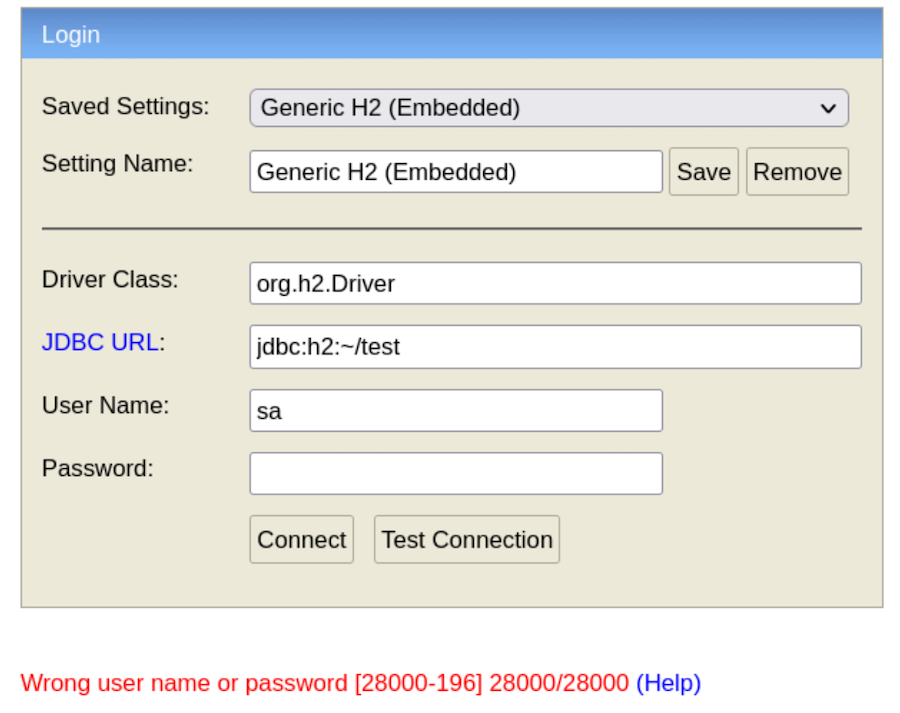 Login
Saved Settings: Generic H2 (Embedded)
Setting Name: Generic H2 (Embedded) Save Remove
Driver Class: org.h2.Driver
JDBC URL: jdbc:h2:~/test
User Name: sa
Password:
Connect Test Connection
Wrong user name or password [28000-196] 28000/28000 (Help)